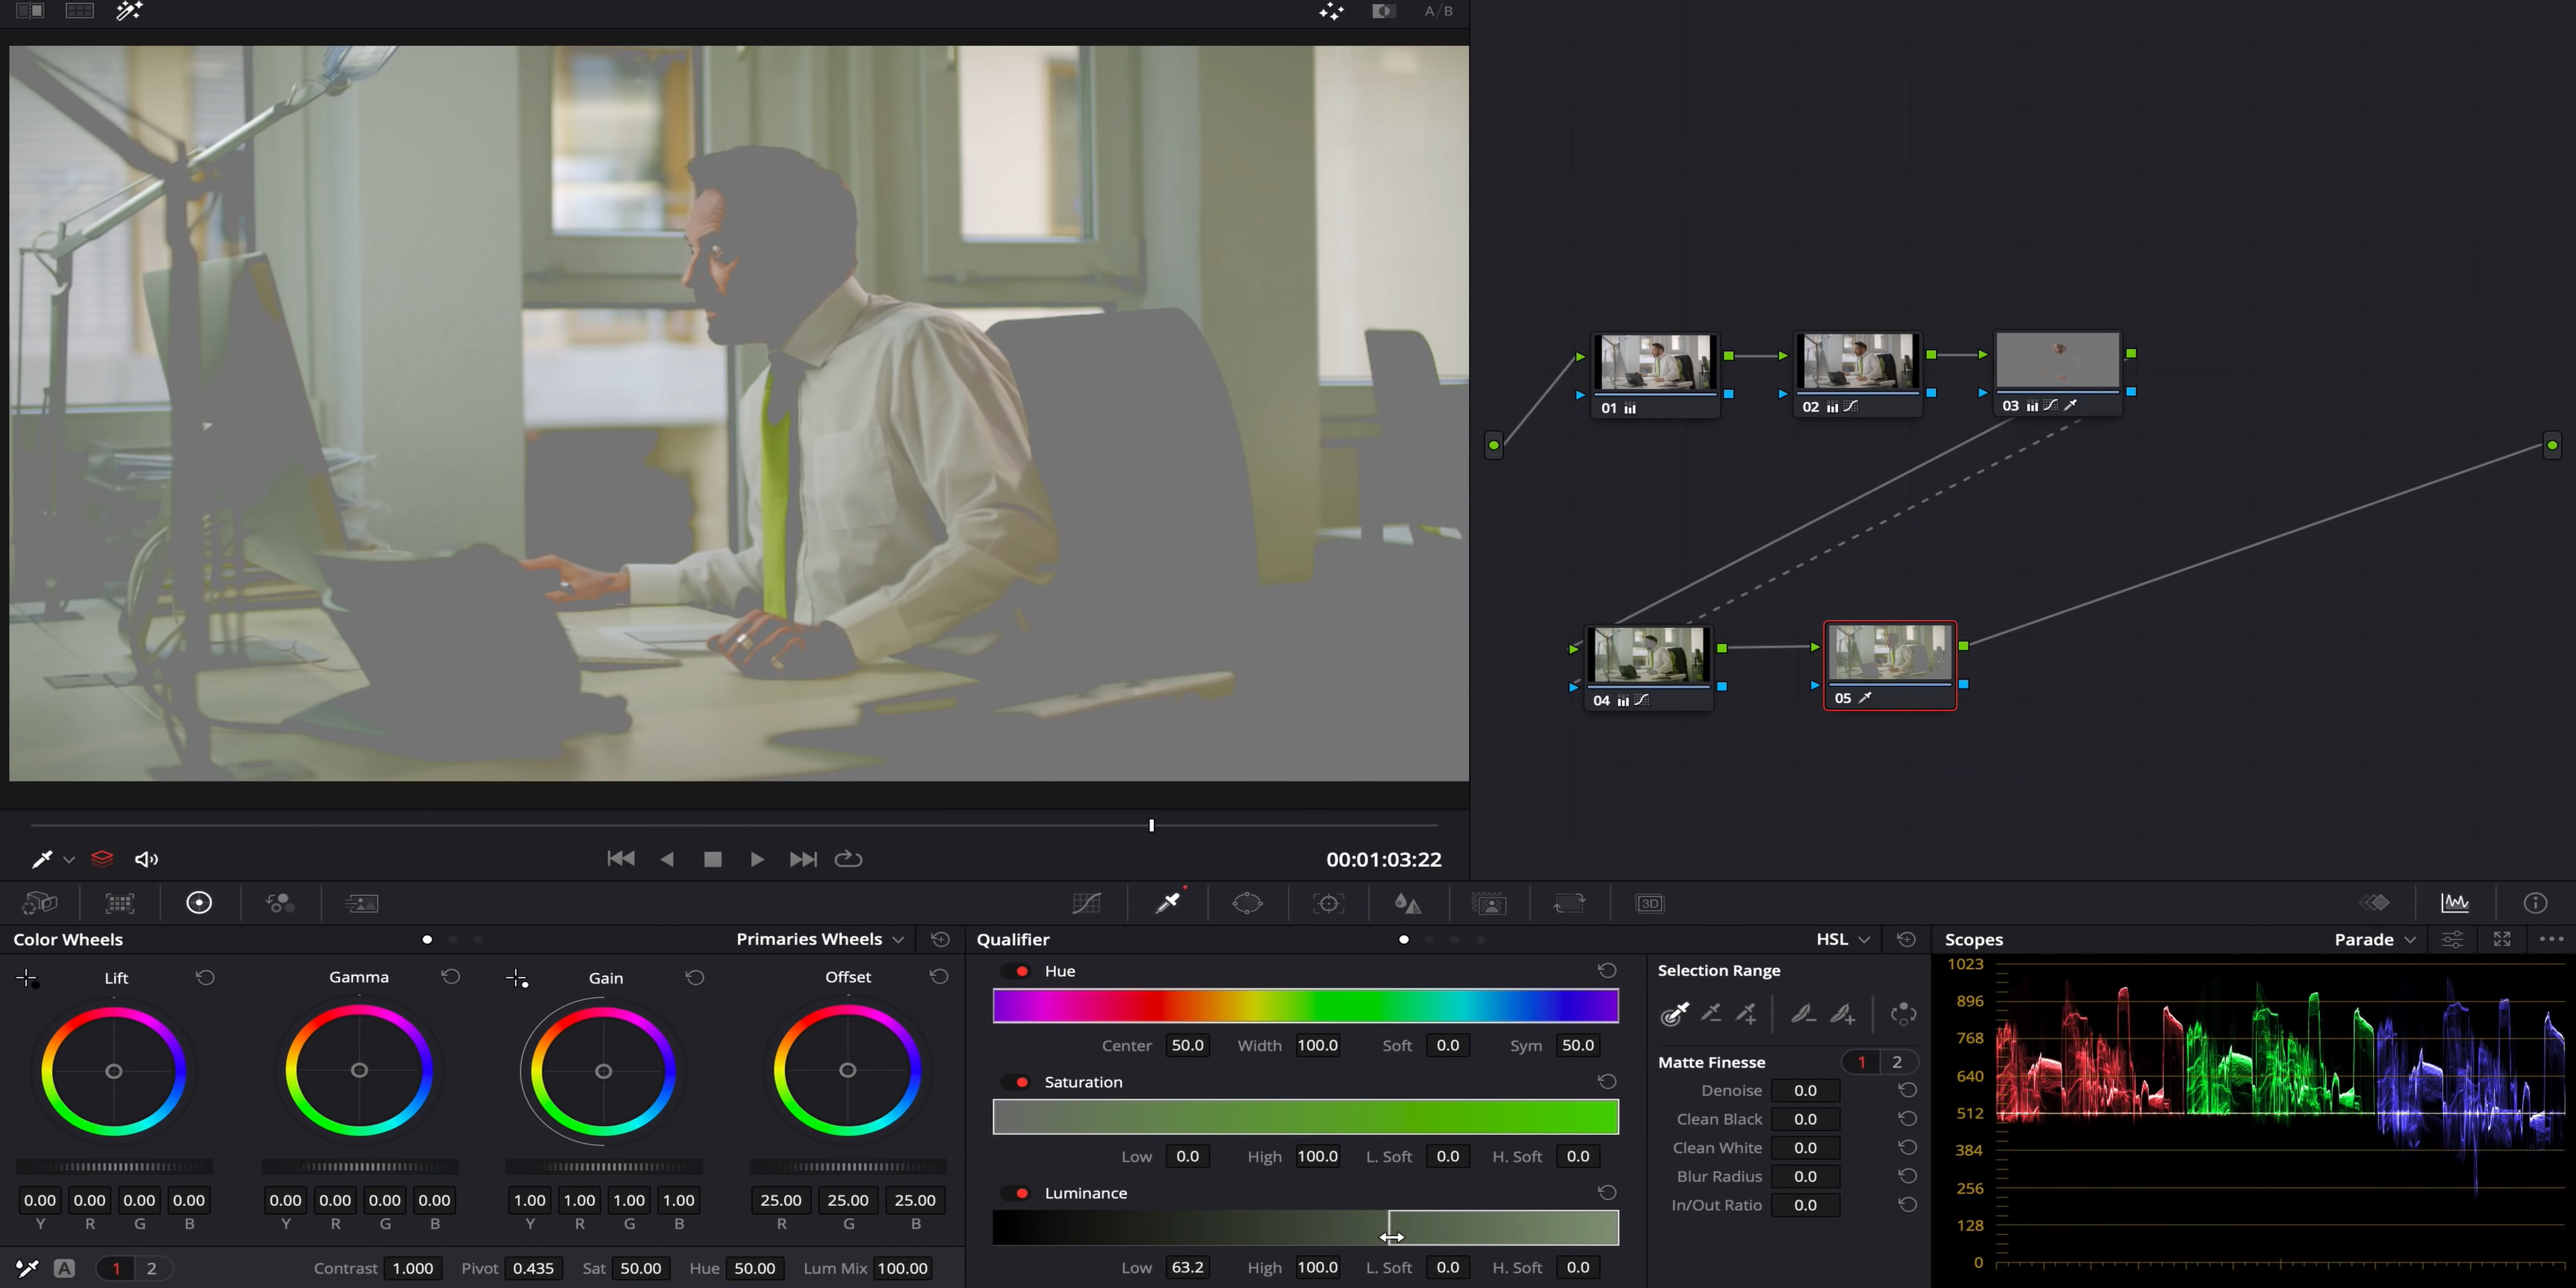 A/B
01
02
03
04
05
00:01:03:22
3D
Color Wheels
Primaries Wheels
Qualifier
HSL
Scopes
Parade
Lift
Gamma
Gain
Offset
0.00 0.00 0.00 0.00
Y R G B
0.00 0.00 0.00 0.00
Y R G B
1.00 1.00 1.00 1.00
Y R G B
25.00 25.00 25.00
R G B
A
1 2
Contrast 1.000 Pivot 0.435 Sat 50.00 Hue 50.00 Lum Mix 100.00
Hue
Center 50.0 Width 100.0 Soft 0.0 Sym 50.0
Saturation
Low 0.0 High 100.0 L. Soft 0.0 H. Soft 0.0
Luminance
Low 63.2 High 100.0 L. Soft 0.0 H. Soft 0.0
Selection Range
Matte Finesse 1 2
Denoise 0.0
Clean Black 0.0
Clean White 0.0
Blur Radius 0.0
In/Out Ratio 0.0
1023
896
768
640
512
384
256
128
0